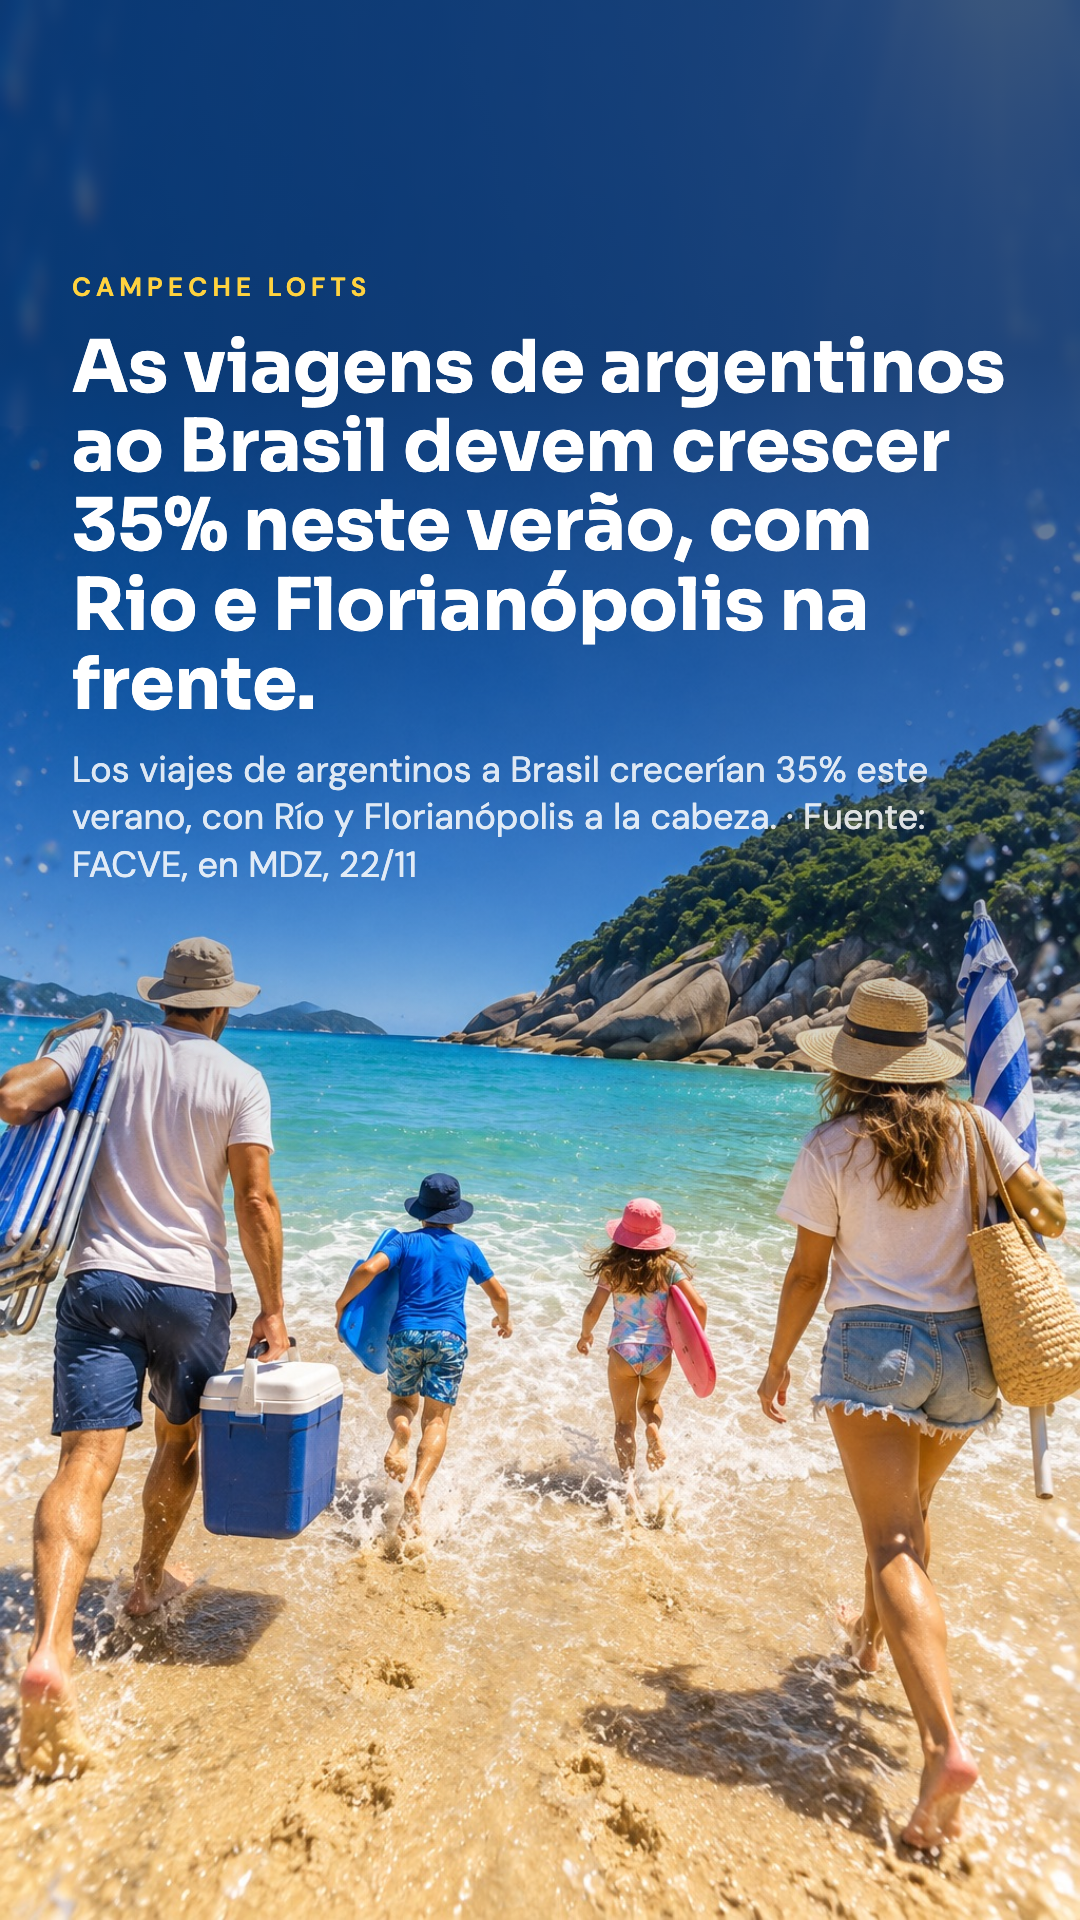 CAMPECHE LOFTS
As viagens de argentinos
ao Brasil devem crescer
35% neste verão, com
Rio e Florianópolis na
frente.
Los viajes de argentinos a Brasil crecerían 35% este
verano, con Río y Florianópolis a la cabeza. · Fuente:
FACVE, en MDZ, 22/11